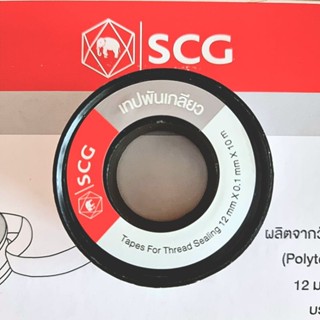 SCG
เทปพันเกลียว
SCG
Tapes For Thread Sealing 12 mm X 0.1 mm X 10 m
ผลิตจาก
(Polyt
12 ม